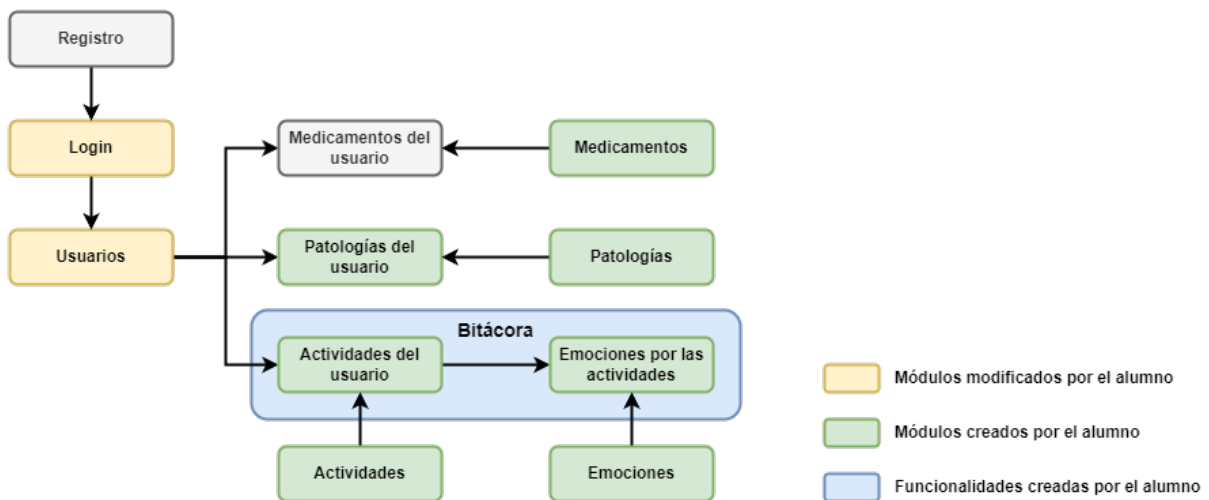 Registro
Login
Medicamentos del
usuario
Medicamentos
Usuarios
Patologías del
usuario
Patologías
Bitácora
Actividades del
usuario
Emociones por las
actividades
Actividades
Emociones
Módulos modificados por el alumno
Módulos creados por el alumno
Funcionalidades creadas por el alumno